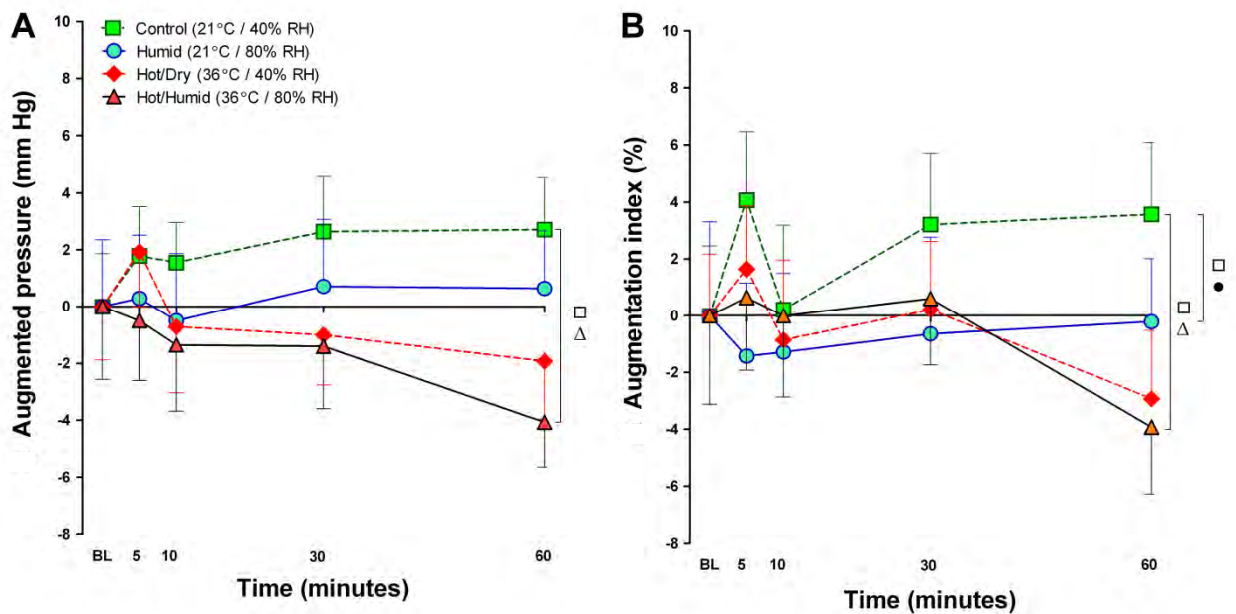 A
Control (21°C / 40% RH)
Humid (21°C / 80% RH)
Hot/Dry (36°C / 40% RH)
Hot/Humid (36°C / 80% RH)
Augmented pressure (mm Hg)
10
8
6
4
2
0
-2
-4
-6
-8
BL 5 10 30 60
Time (minutes)
Δ
B
Augmentation index (%)
10
8
6
4
2
0
-2
-4
-6
-8
BL 5 10 30 60
Time (minutes)
Δ